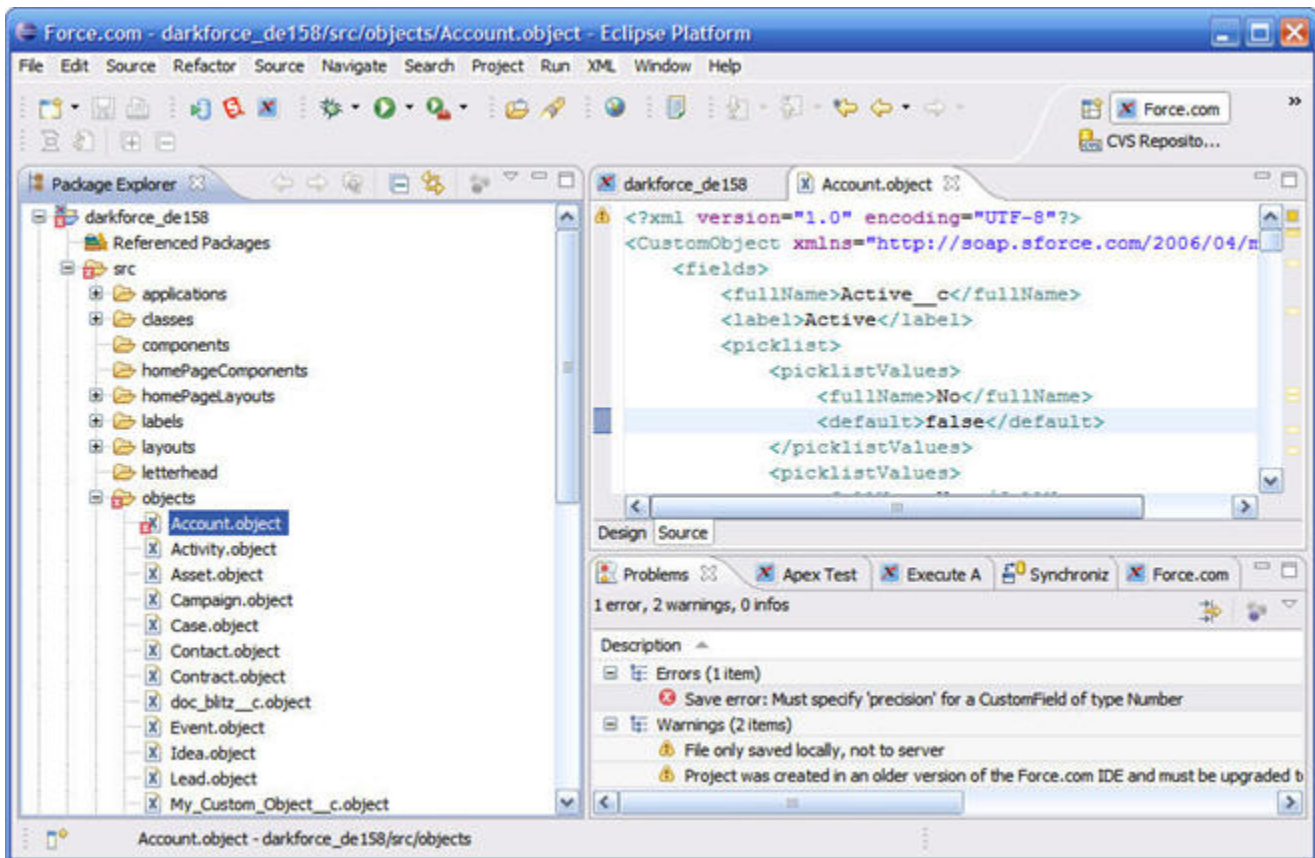 Force.com - darkforce_de158/src/objects/Account.object - Eclipse Platform
File Edit Source Refactor Source Navigate Search Project Run XML Window Help
Force.com
CVS Reposito...
Package Explorer
darkforce_de158
Referenced Packages
src
applications
classes
components
homePageComponents
homePageLayouts
labels
layouts
letterhead
objects
Account.object
Activity.object
Asset.object
Campaign.object
Case.object
Contact.object
Contract.object
doc_blitz__c.object
Event.object
Idea.object
Lead.object
My_Custom_Object__c.object
darkforce_de158 Account.object
<?xml version="1.0" encoding="UTF-8"?>
<CustomObject xmlns="http://soap.sforce.com/2006/04/m
<fields>
<fullName>Active__c</fullName>
<label>Active</label>
<picklist>
<picklistValues>
<fullName>No</fullName>
<default>false</default>
</picklistValues>
<picklistValues>
Design Source
Problems Apex Test Execute A Synchroniz Force.com
1 error, 2 warnings, 0 infos
Description
Errors (1 item)
Save error: Must specify 'precision' for a CustomField of type Number
Warnings (2 items)
File only saved locally, not to server
Project was created in an older version of the Force.com IDE and must be upgraded t
Account.object - darkforce_de158/src/objects